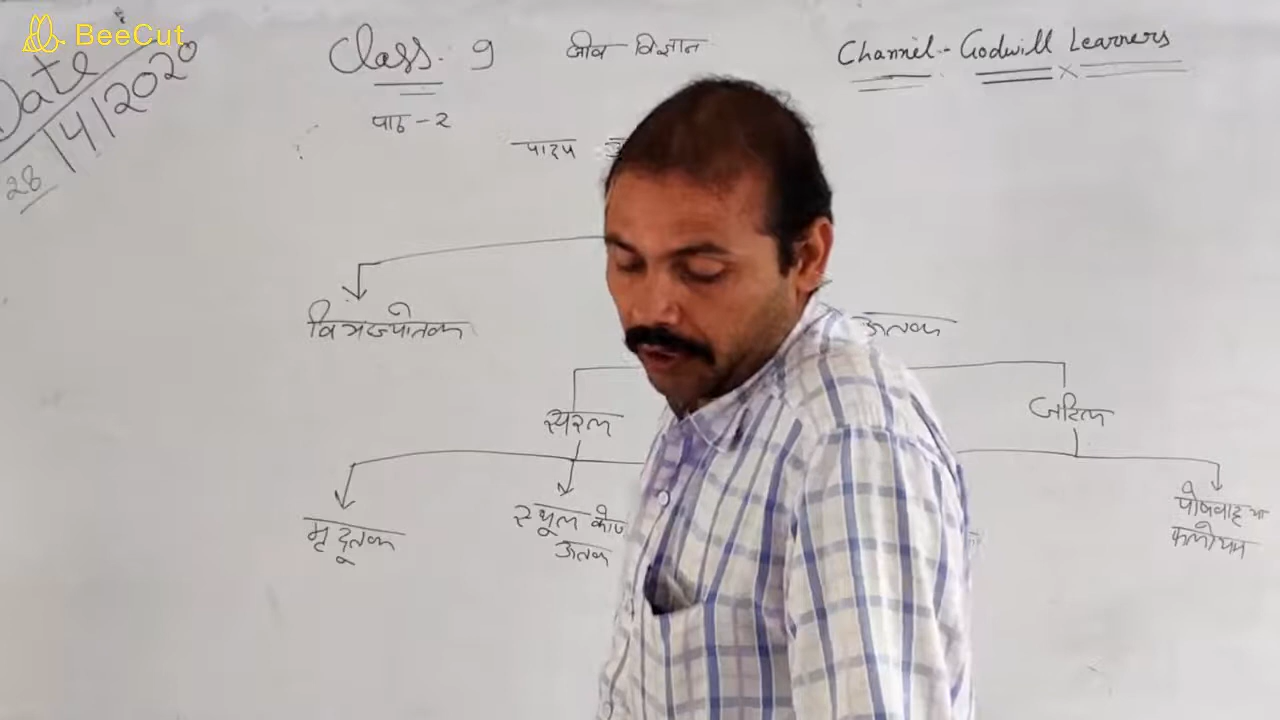 BeeCut
Date
28/4/2020
Class. 9
जीव विज्ञान
Channel - Godwill Learners
पाठ - 2
पादप
विभज्योतक
ऊतक
सरल
जटिल
मृदूतक
स्थूल कोण
ऊतक
पोषवाह या
फ्लोयम